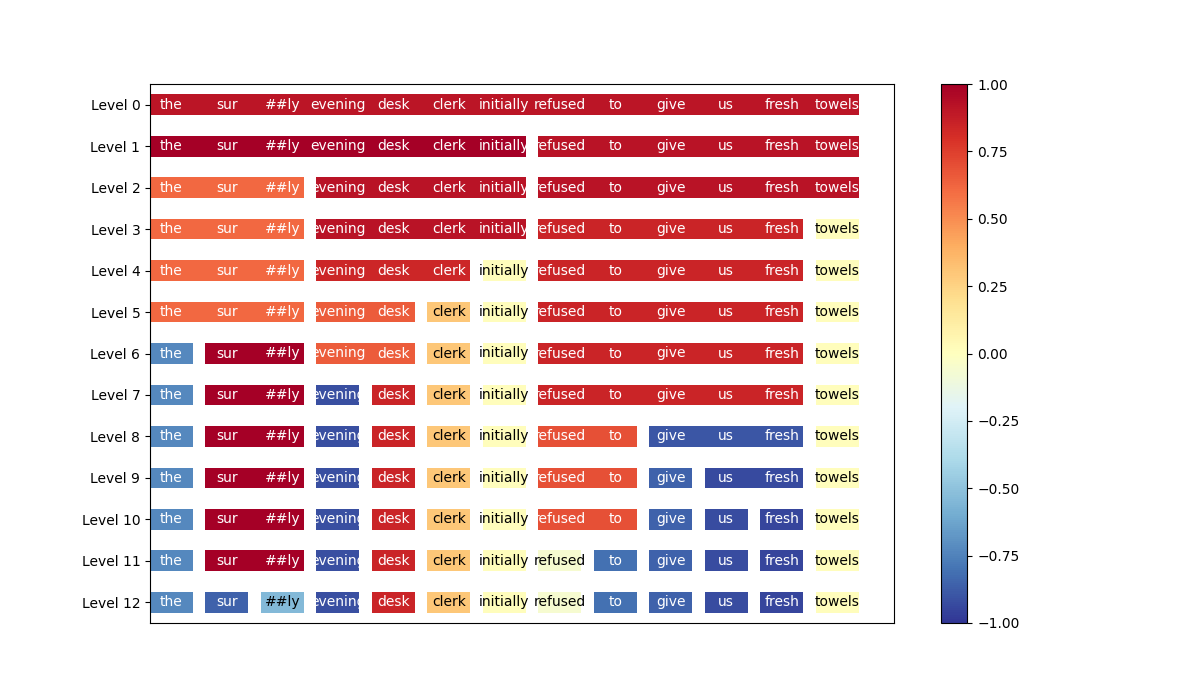 Level 0 the sur ##ly evening desk clerk initially refused to give us fresh towels
Level 1 the sur ##ly evening desk clerk initially refused to give us fresh towels
Level 2 the sur ##ly evening desk clerk initially refused to give us fresh towels
Level 3 the sur ##ly evening desk clerk initially refused to give us fresh towels
Level 4 the sur ##ly evening desk clerk initially refused to give us fresh towels
Level 5 the sur ##ly evening desk clerk initially refused to give us fresh towels
Level 6 the sur ##ly evening desk clerk initially refused to give us fresh towels
Level 7 the sur ##ly evening desk clerk initially refused to give us fresh towels
Level 8 the sur ##ly evening desk clerk initially refused to give us fresh towels
Level 9 the sur ##ly evening desk clerk initially refused to give us fresh towels
Level 10 the sur ##ly evening desk clerk initially refused to give us fresh towels
Level 11 the sur ##ly evening desk clerk initially refused to give us fresh towels
Level 12 the sur ##ly evening desk clerk initially refused to give us fresh towels
1.00
0.75
0.50
0.25
0.00
−0.25
−0.50
−0.75
−1.00